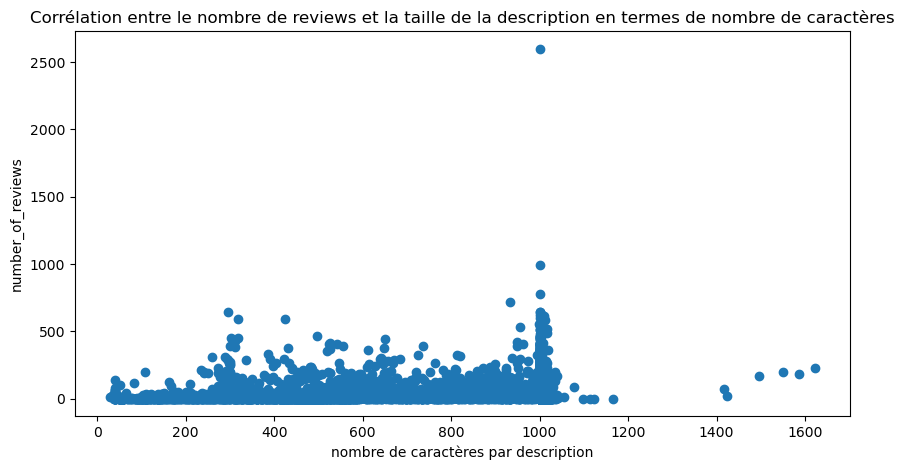 Corrélation entre le nombre de reviews et la taille de la description en termes de nombre de caractères
2500
2000
1500
1000
500
0
number_of_reviews
0 200 400 600 800 1000 1200 1400 1600
nombre de caractères par description